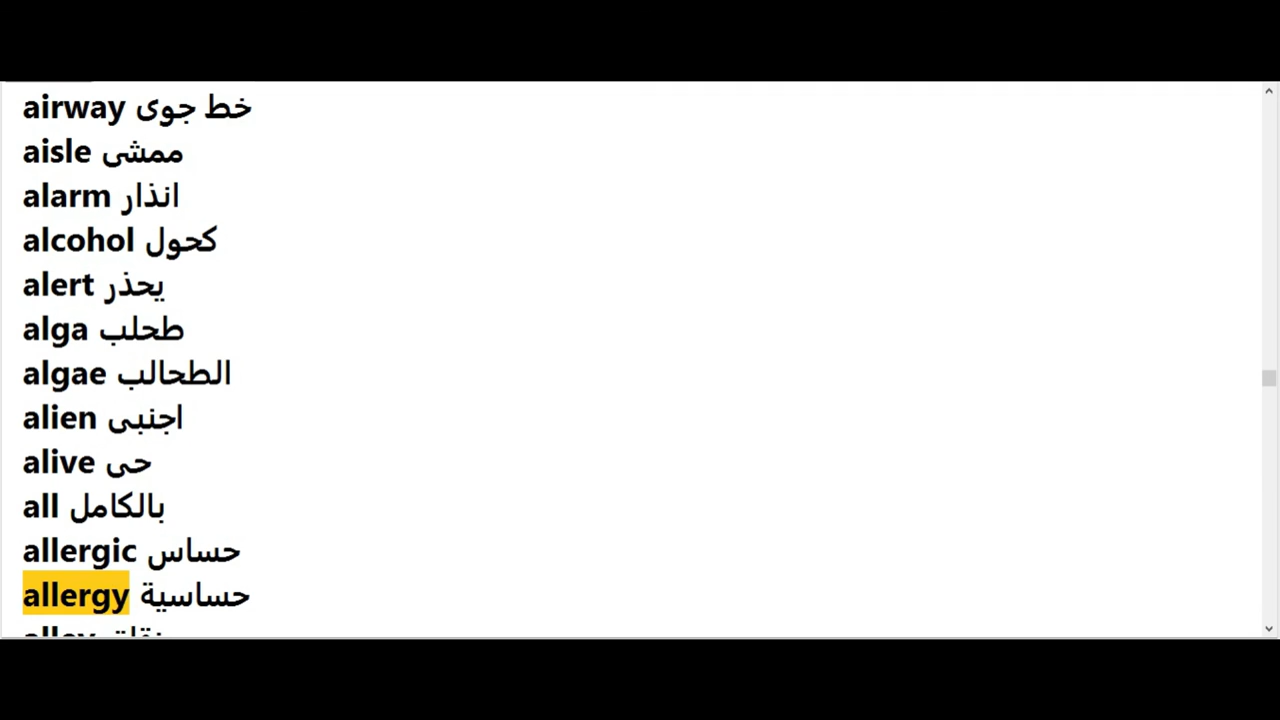 airway خط جوى
aisle ممشى
alarm انذار
alcohol كحول
alert يحذر
alga طحلب
algae الطحالب
alien اجنبى
alive حى
all بالكامل
allergic حساس
allergy حساسية
alley